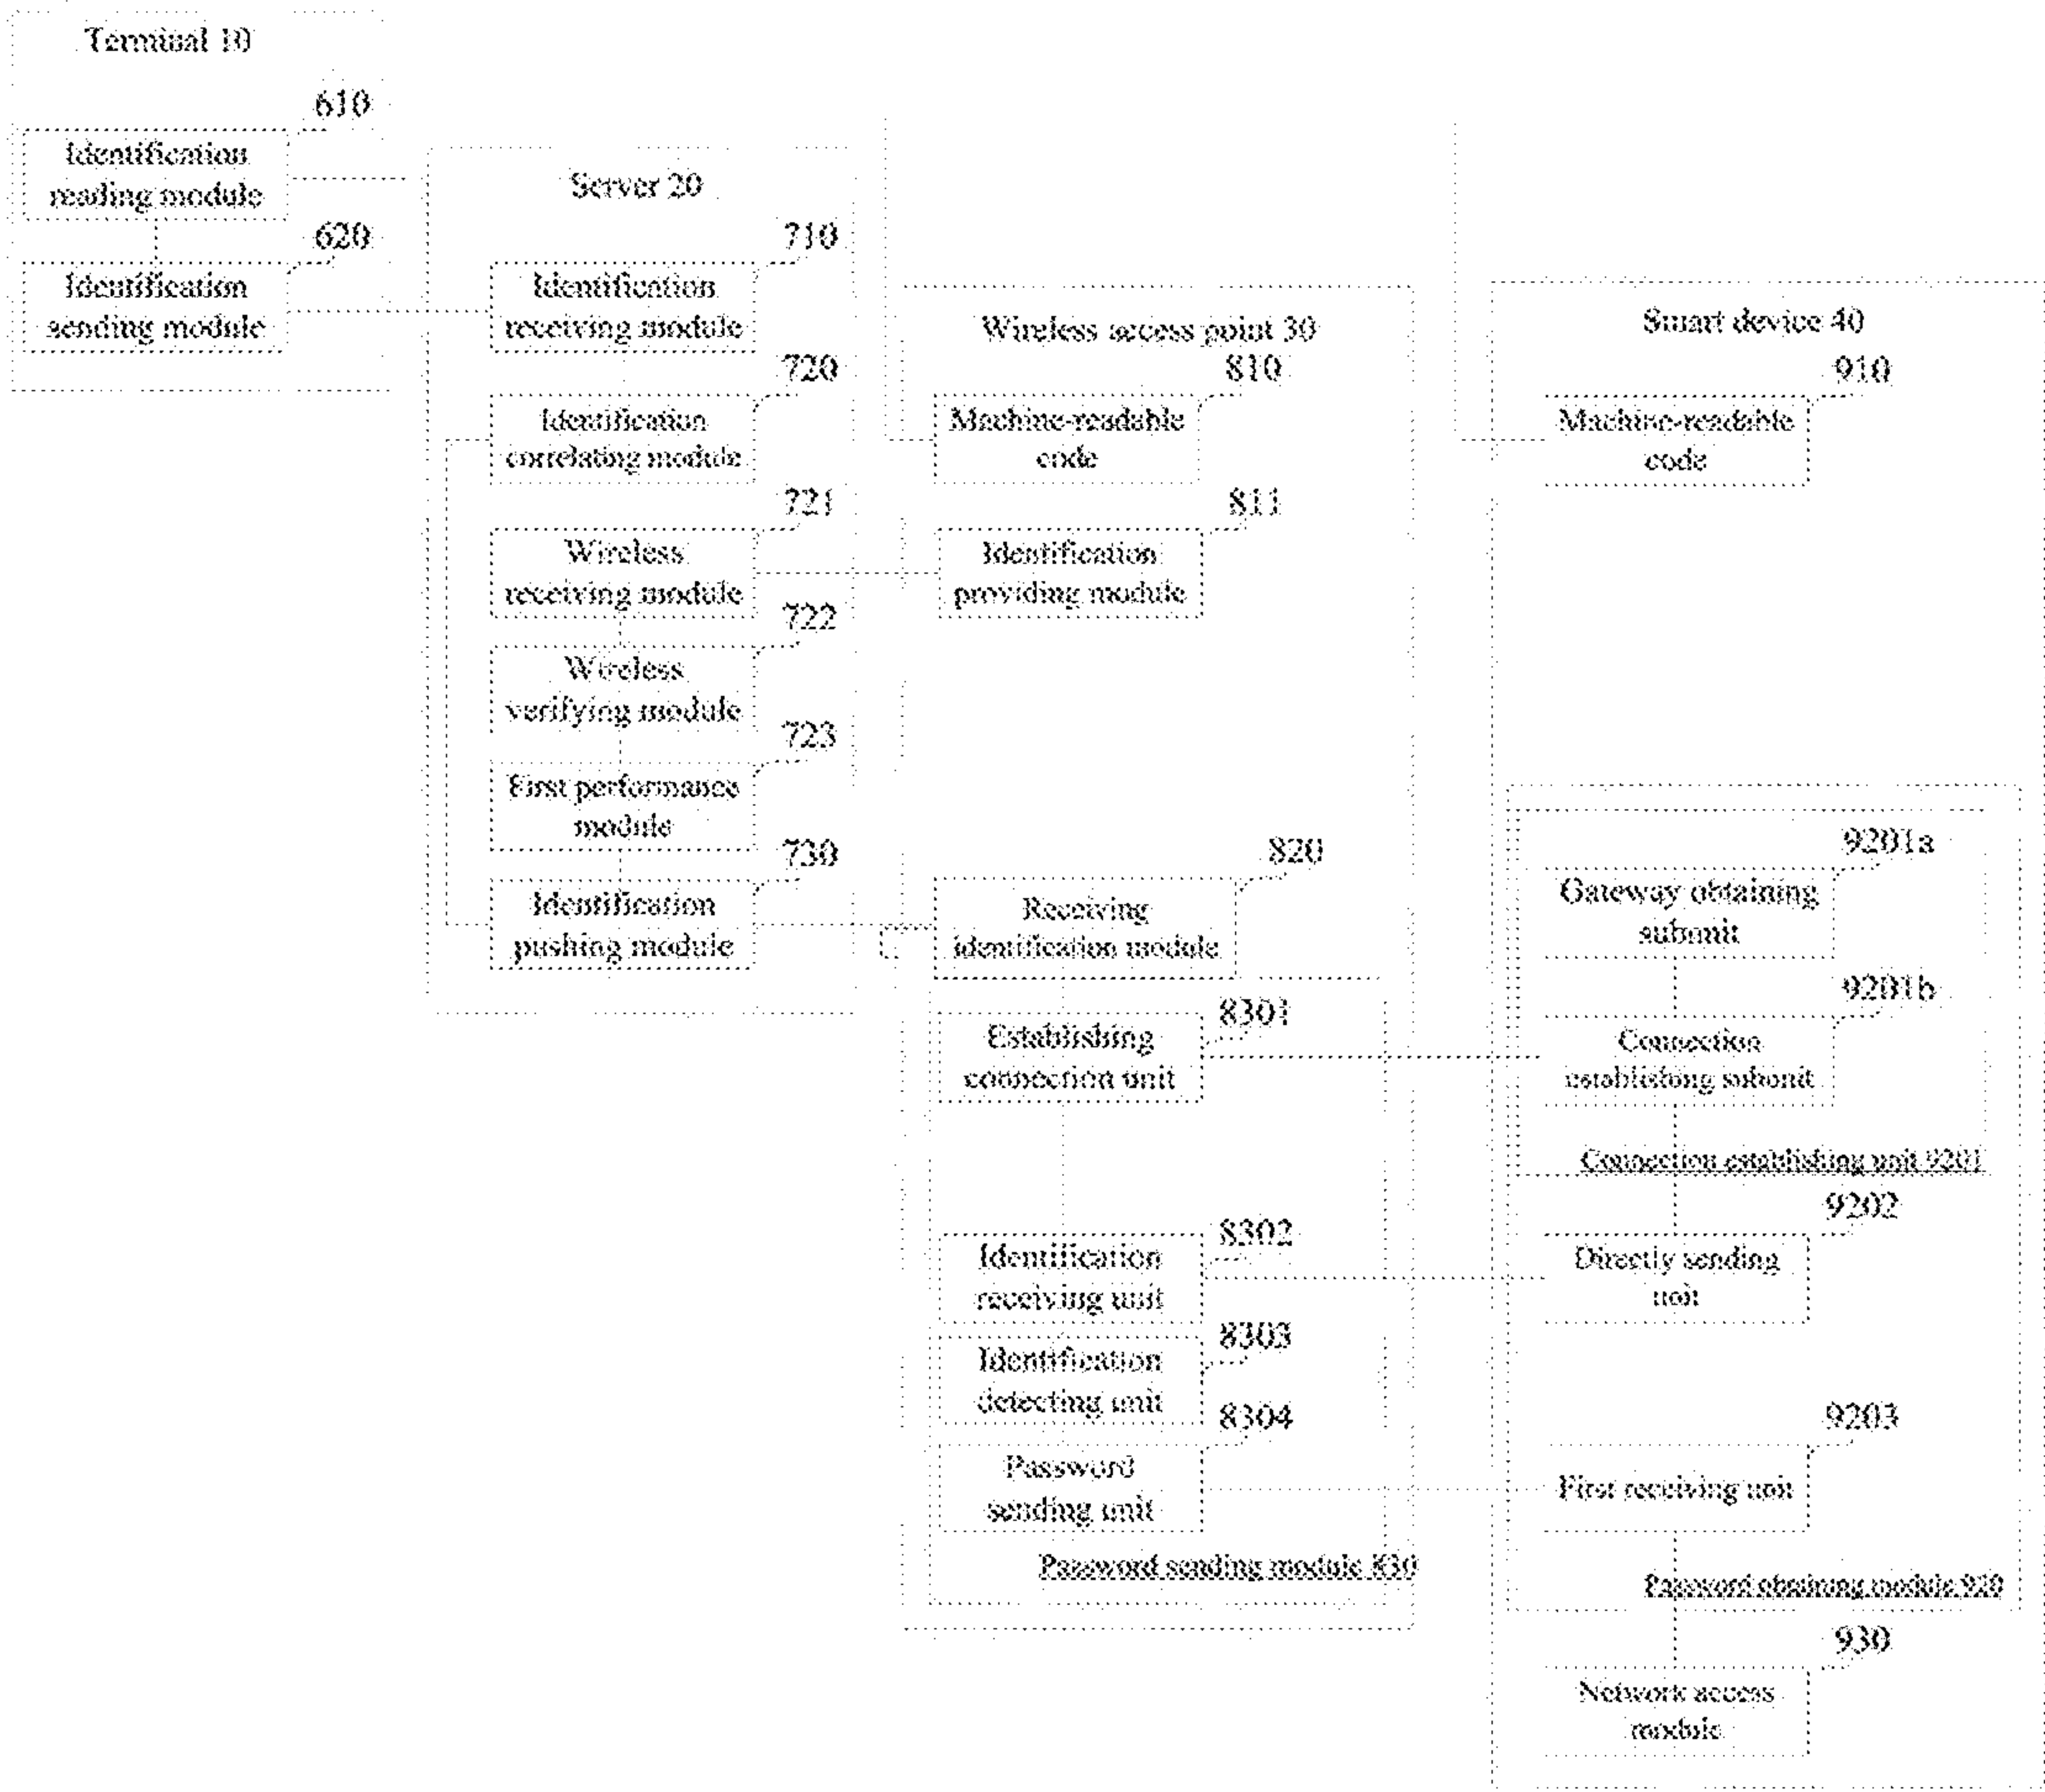 Terminal 10
610
Identification
reading module
620
Identification
sending module
Server 20
710
Identification
receiving module
720
Identification
correlating module
721
Wireless
receiving module
722
Wireless
verifying module
723
First performance
module
730
Identification
pushing module
Wireless access point 30
810
Machine-readable
code
811
Identification
providing module
820
Receiving
identification module
8301
Establishing
connection unit
8302
Identification
receiving unit
8303
Identification
detecting unit
8304
Password
sending unit
Password sending module 830
Smart device 40
910
Machine-readable
code
9201a
Gateway obtaining
subunit
9201b
Connection
establishing subunit
Connection establishing unit 9201
9202
Directly sending
unit
9203
First receiving unit
Password obtaining module 920
930
Network access
module